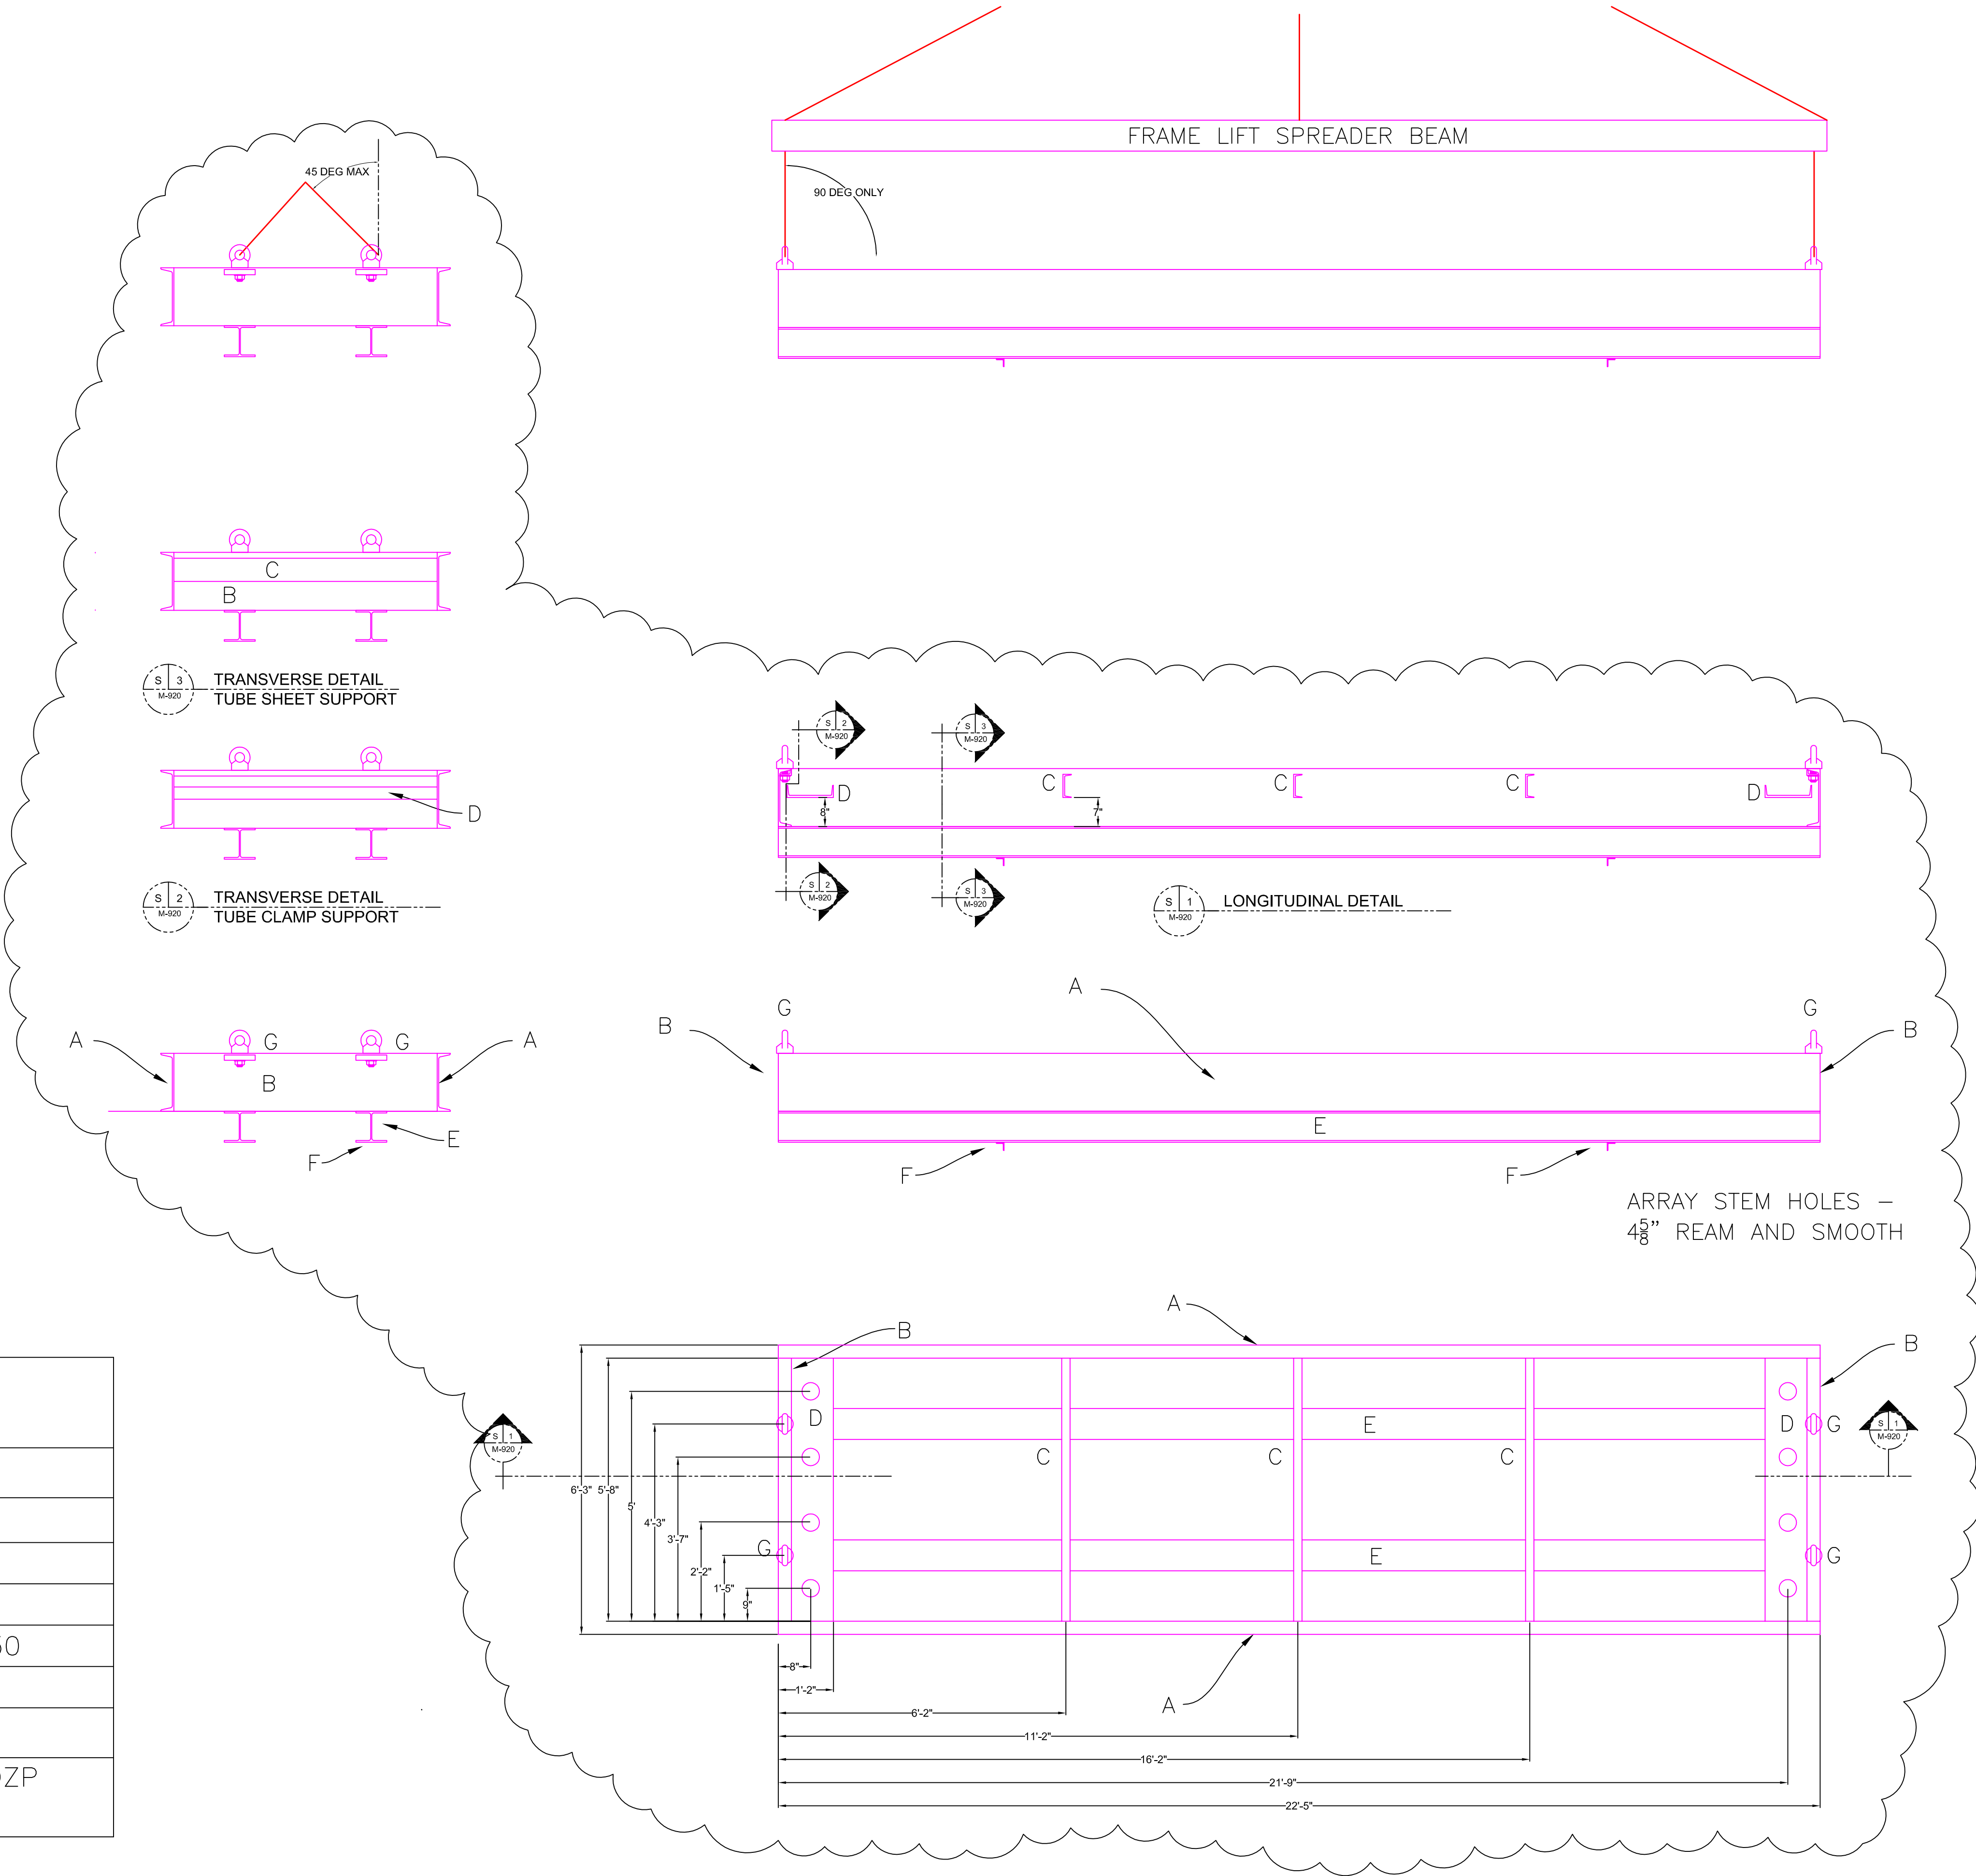 FRAME LIFT SPREADER BEAM
45 DEG MAX
90 DEG ONLY
C
B
S 3
M-920
TRANSVERSE DETAIL
TUBE SHEET SUPPORT
S 2
M-920
S 3
M-920
D
C
C
C
D
8"
7"
D
S 2
M-920
TRANSVERSE DETAIL
TUBE CLAMP SUPPORT
S 2
M-920
S 3
M-920
S 1
M-920
LONGITUDINAL DETAIL
A
G
G
A
B
E
F
B
G
A
G
B
E
F
F
ARRAY STEM HOLES –
4 5/8" REAM AND SMOOTH
A
B
B
S 1
M-920
D
E
D
G
S 1
M-920
C
C
C
6'-3"
5'-8"
5'
4'-3"
3'-7"
2'-2"
1'-5"
9"
G
E
G
8"
1'-2"
A
6'-2"
11'-2"
16'-2"
21'-9"
22'-5"